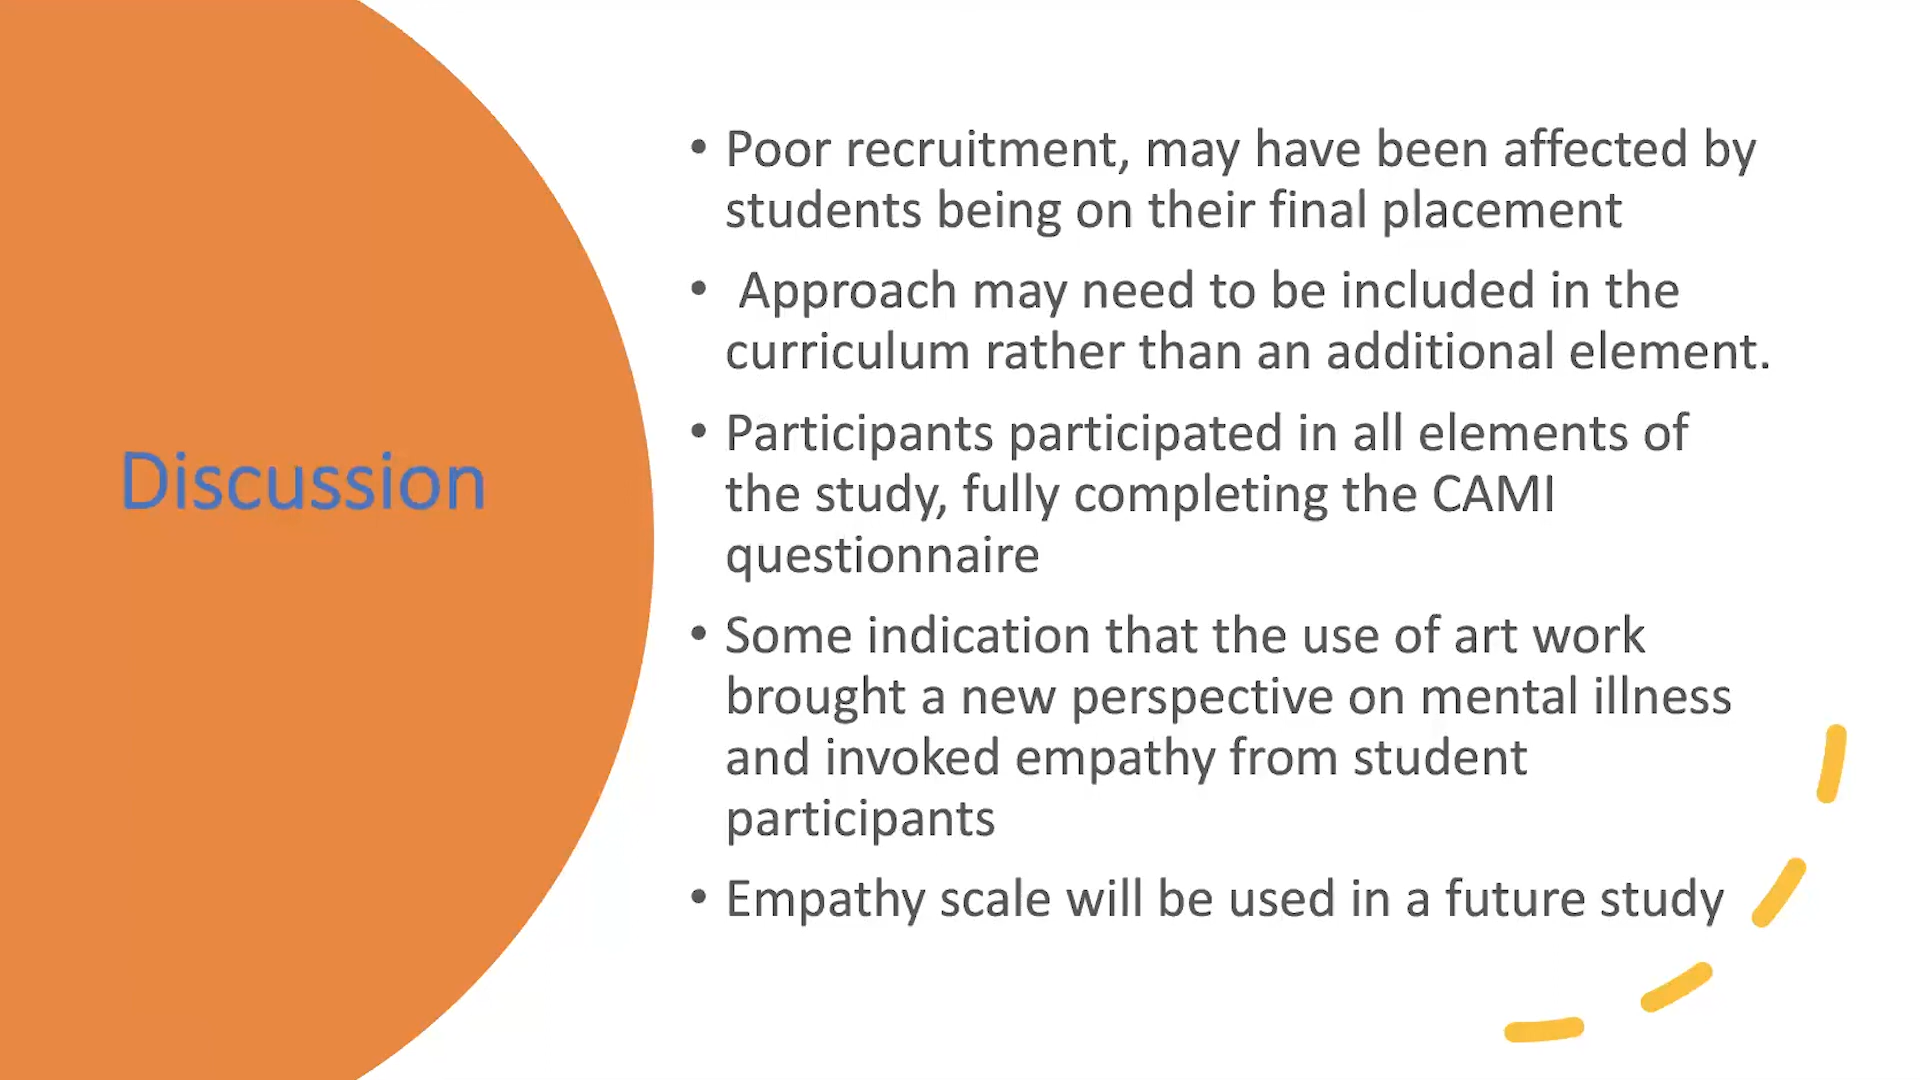 Discussion
• Poor recruitment, may have been affected by
students being on their final placement
• Approach may need to be included in the
curriculum rather than an additional element.
• Participants participated in all elements of
the study, fully completing the CAMI
questionnaire
• Some indication that the use of art work
brought a new perspective on mental illness
and invoked empathy from student
participants
• Empathy scale will be used in a future study